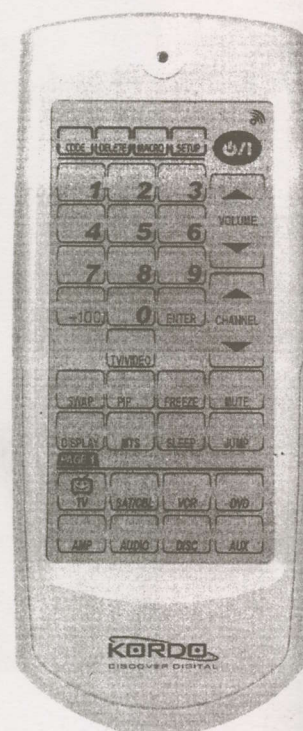 CODE DELETE MACRO SETUP
1 2 3
4 5 6 VOLUME
7 8 9
+100 0 ENTER CHANNEL
TV/VIDEO
SWAP PIP FREEZE MUTE
DISPLAY MTS SLEEP JUMP
PAGE 1
TV SAT/CBL VCR DVD
AMP AUDIO DISC AUX
KORDO
DISCOVER DIGITAL